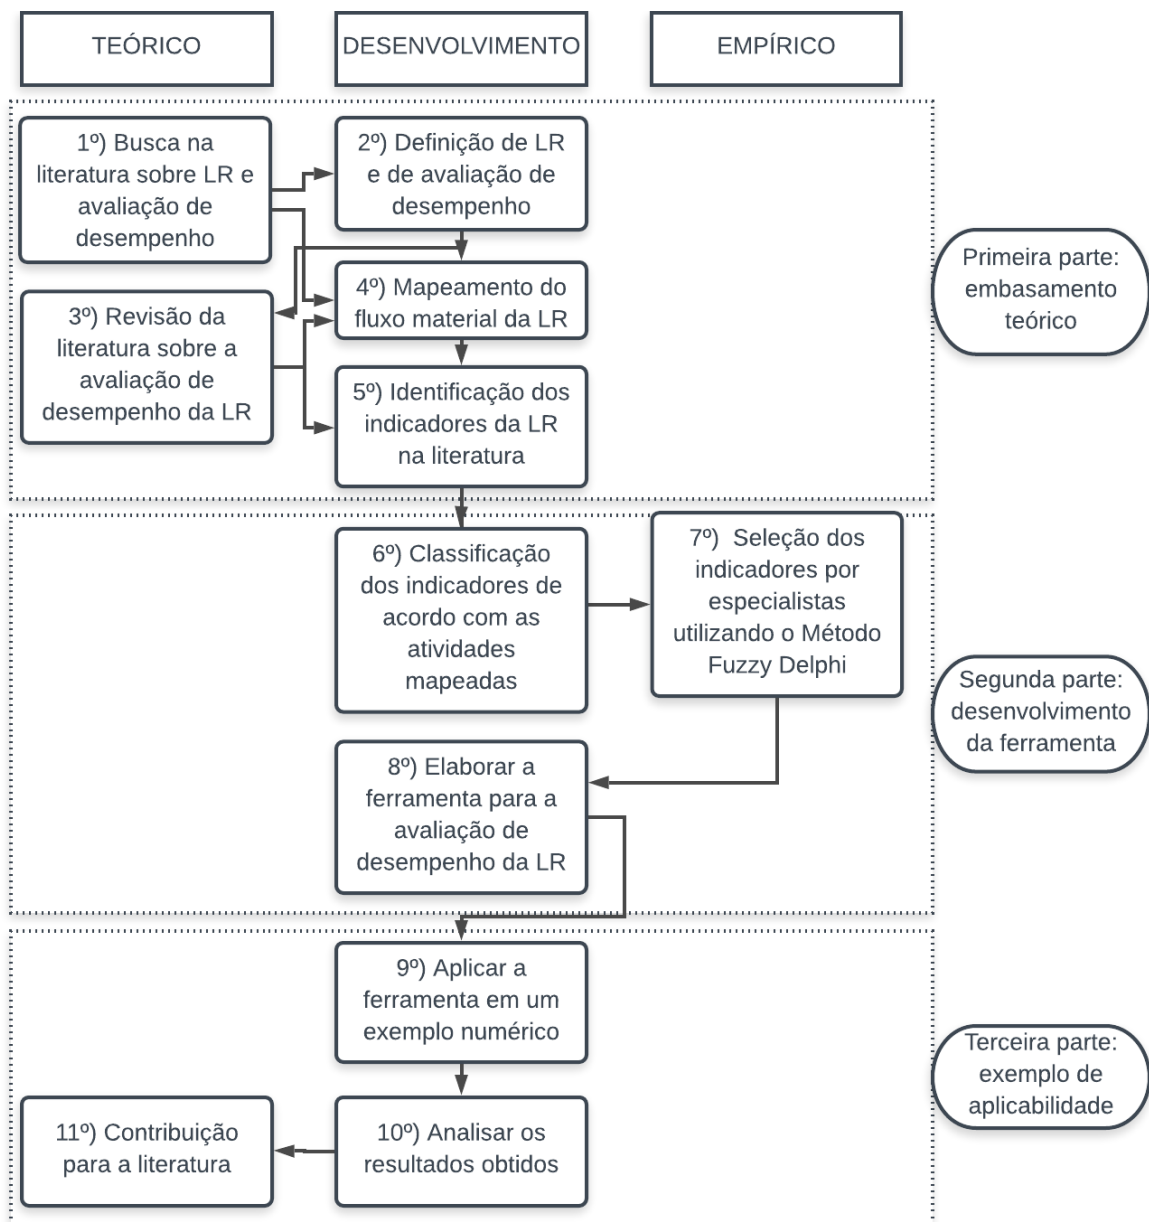 TEÓRICO
DESENVOLVIMENTO
EMPÍRICO
1º) Busca na
literatura sobre LR e
avaliação de
desempenho
2º) Definição de LR
e de avaliação de
desempenho
3º) Revisão da
literatura sobre a
avaliação de
desempenho da LR
4º) Mapeamento do
fluxo material da LR
5º) Identificação dos
indicadores da LR
na literatura
Primeira parte:
embasamento
teórico
6º) Classificação
dos indicadores de
acordo com as
atividades
mapeadas
7º) Seleção dos
indicadores por
especialistas
utilizando o Método
Fuzzy Delphi
8º) Elaborar a
ferramenta para a
avaliação de
desempenho da LR
Segunda parte:
desenvolvimento
da ferramenta
9º) Aplicar a
ferramenta em um
exemplo numérico
10º) Analisar os
resultados obtidos
11º) Contribuição
para a literatura
Terceira parte:
exemplo de
aplicabilidade